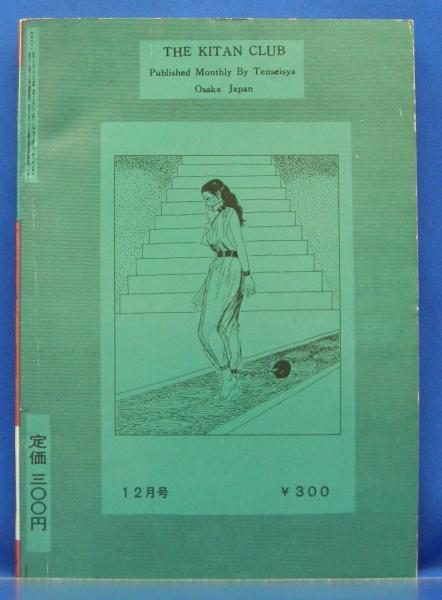 THE KITAN CLUB
Published Monthly By Tenseisya
Osaka Japan
定価 三〇〇円
12月号
￥300